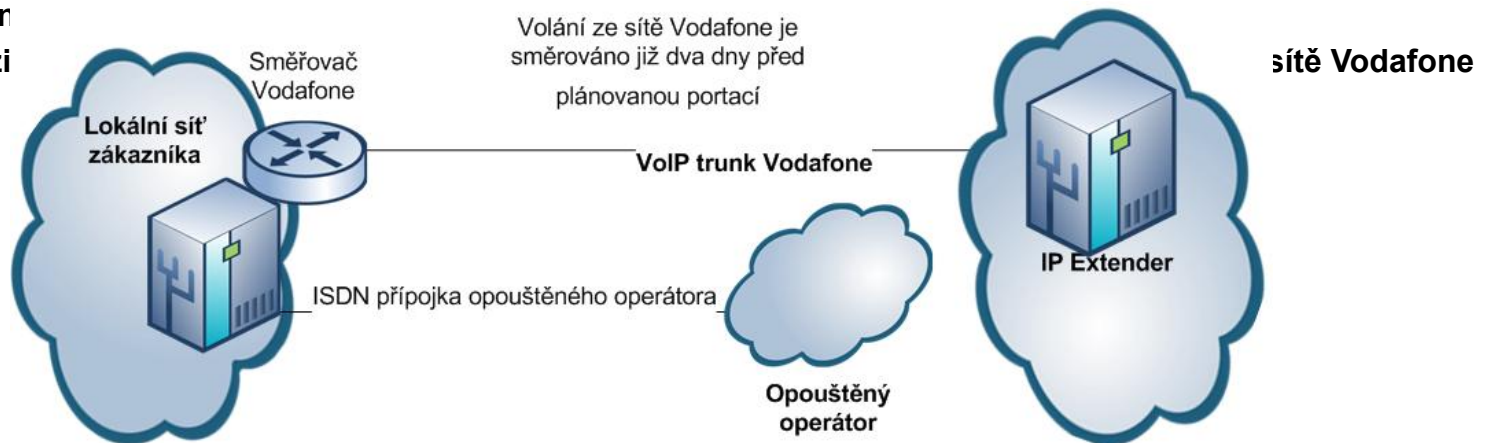 Volání ze sítě Vodafone je
směrováno již dva dny před
plánovanou portací
Směřovač
Vodafone
sítě Vodafone
Lokální síť
zákazníka
VoIP trunk Vodafone
IP Extender
ISDN přípojka opouštěného operátora
Opouštěný
operátor